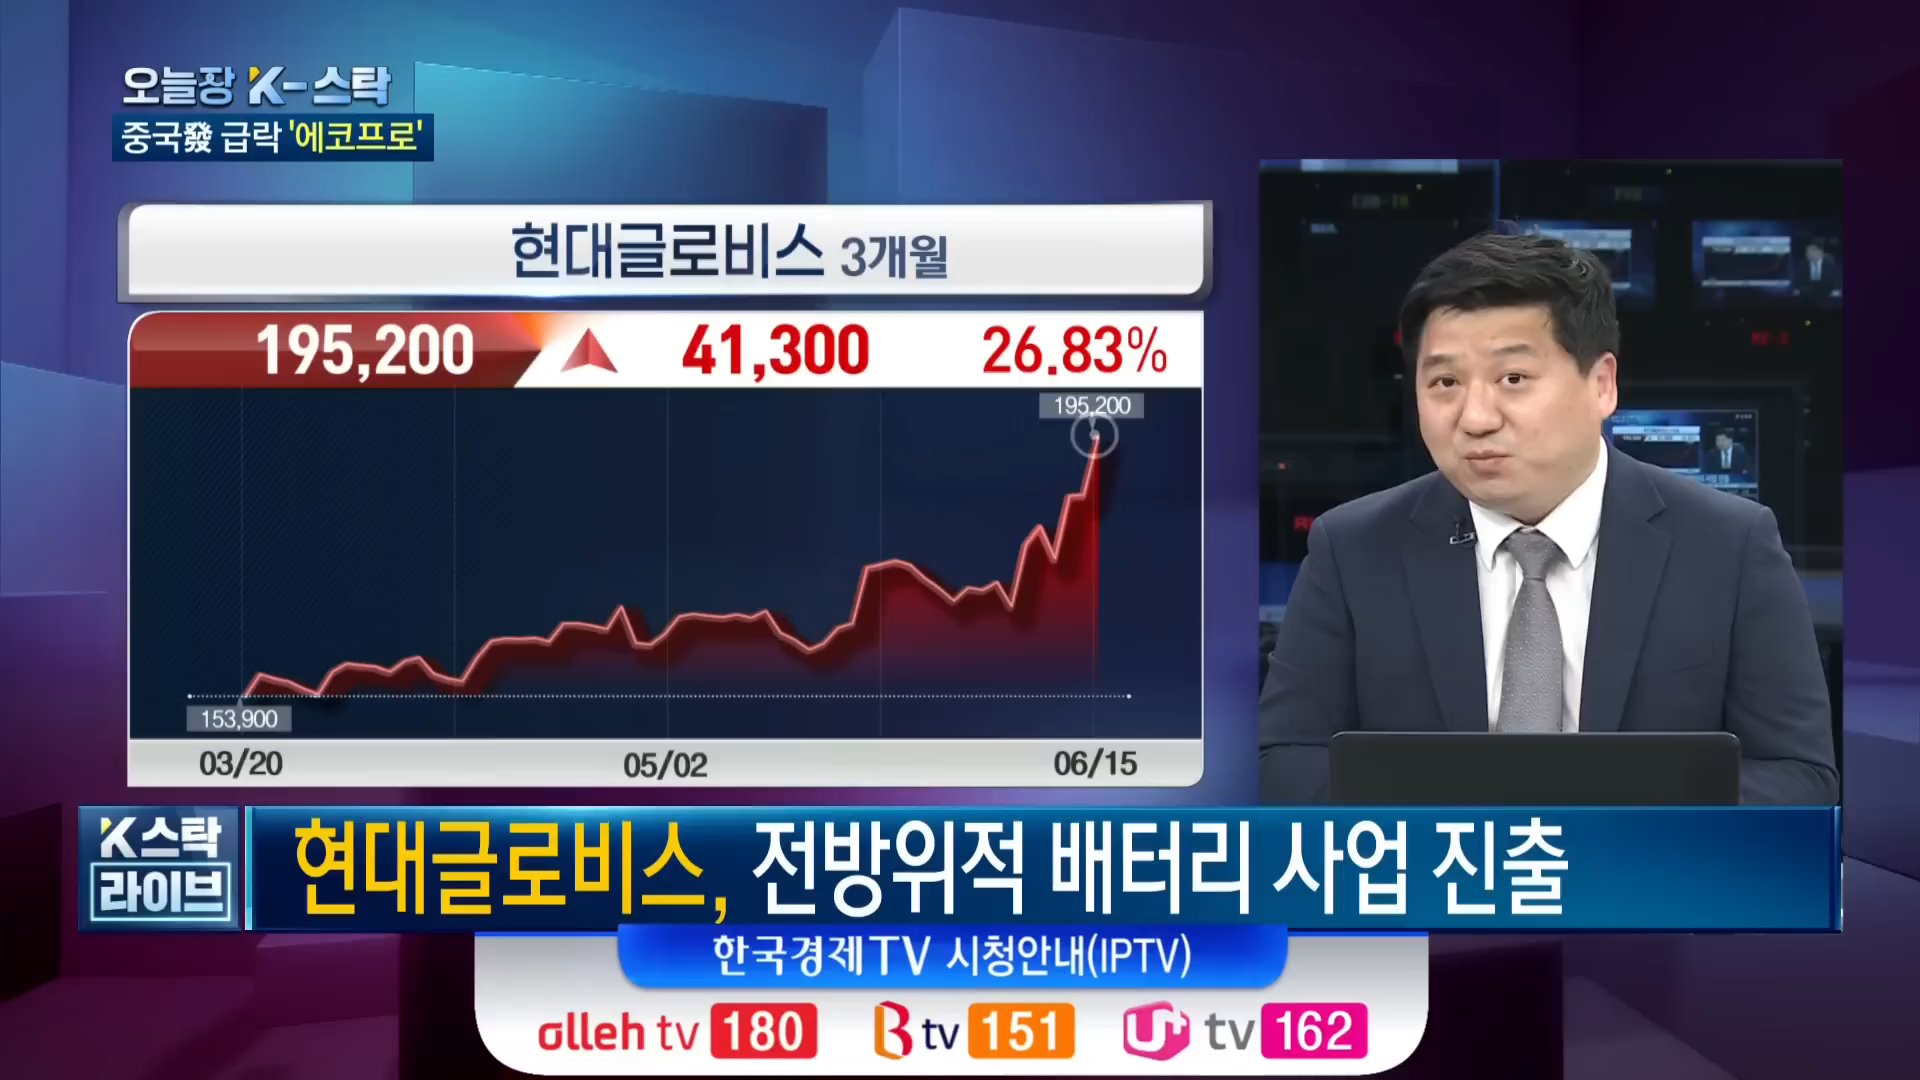 오늘장 K-스탁
중국發 급락 '에코프로'
현대글로비스 3개월
195,200 41,300 26.83%
195,200
153,900
03/20 05/02 06/15
K스탁
라이브
현대글로비스, 전방위적 배터리 사업 진출
한국경제TV 시청안내(IPTV)
olleh tv 180 B tv 151 U+ tv 162